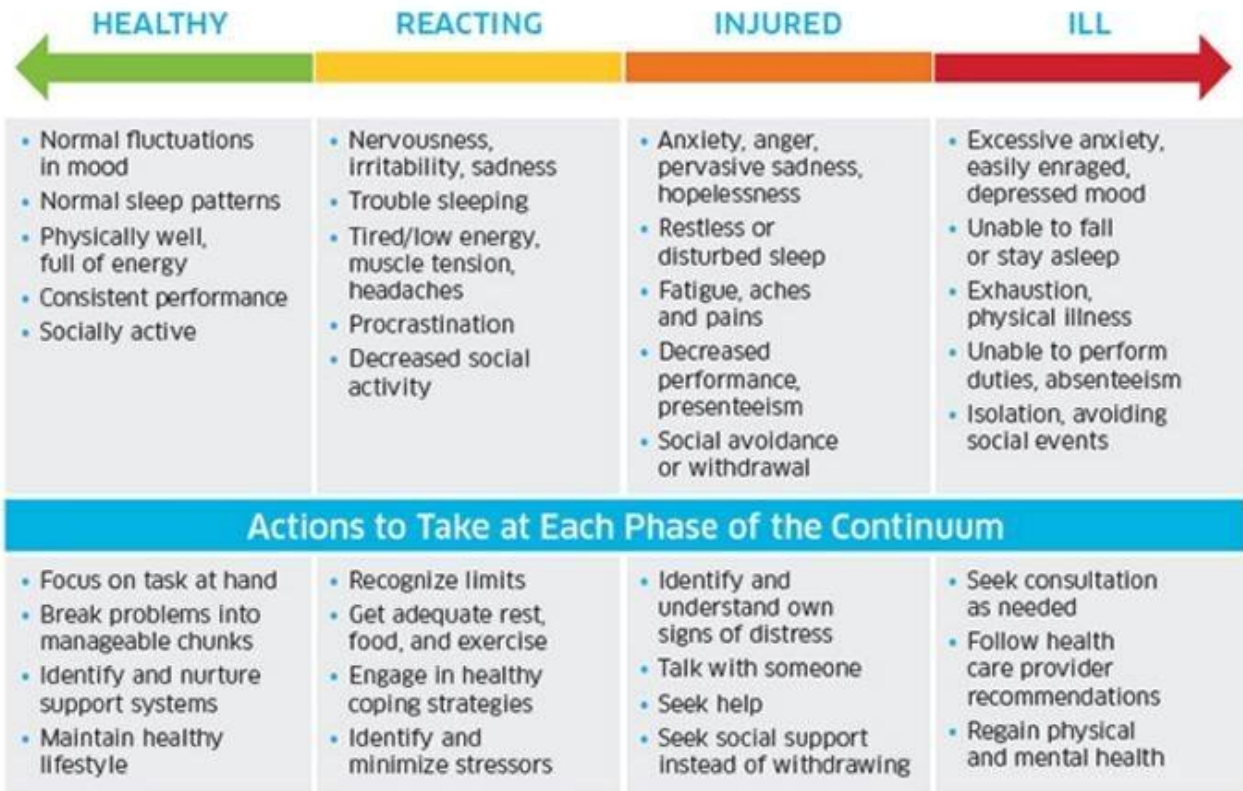 HEALTHY
REACTING
INJURED
ILL
• Normal fluctuations
in mood
• Normal sleep patterns
• Physically well,
full of energy
• Consistent performance
• Socially active
• Nervousness,
irritability, sadness
• Trouble sleeping
• Tired/low energy,
muscle tension,
headaches
• Procrastination
• Decreased social
activity
• Anxiety, anger,
pervasive sadness,
hopelessness
• Restless or
disturbed sleep
• Fatigue, aches
and pains
• Decreased
performance,
presenteeism
• Social avoidance
or withdrawal
• Excessive anxiety,
easily enraged,
depressed mood
• Unable to fall
or stay asleep
• Exhaustion,
physical illness
• Unable to perform
duties, absenteeism
• Isolation, avoiding
social events
Actions to Take at Each Phase of the Continuum
• Focus on task at hand
• Break problems into
manageable chunks
• Identify and nurture
support systems
• Maintain healthy
lifestyle
• Recognize limits
• Get adequate rest,
food, and exercise
• Engage in healthy
coping strategies
• Identify and
minimize stressors
• Identify and
understand own
signs of distress
• Talk with someone
• Seek help
• Seek social support
instead of withdrawing
• Seek consultation
as needed
• Follow health
care provider
recommendations
• Regain physical
and mental health